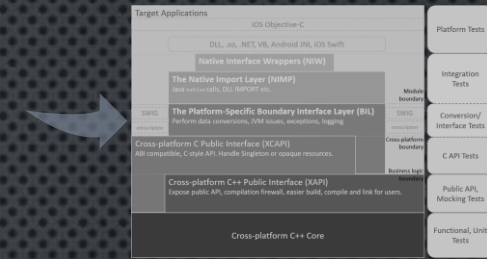 Target Applications
iOS Objective-C
DLL, .so, .NET, VB, Android JNI, iOS Swift
Native Interface Wrappers (NIW)
The Native Import Layer (NIMP)
Java calls, DLL IMPORT etc.
Module
boundary
SWIG
The Platform-Specific Boundary Interface Layer (BIL)
Perform data conversions, JVM issues, exceptions, logging
SWIG
Cross-platform
boundary
Cross-platform C Public Interface (XCAPI)
ABI compatible, C-style API. Handle Singleton or opaque resources.
Business logic
boundary
Cross-platform C++ Public Interface (XAPI)
Expose public API, compilation firewall, easier build, compile and link for users.
Cross-platform C++ Core
Platform Tests
Integration
Tests
Conversion/
Interface Tests
C API Tests
Public API,
Mocking Tests
Functional, Unit
Tests